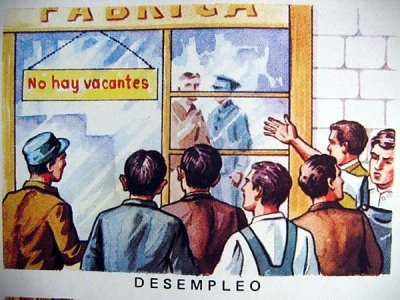 FABRICA
No hay vacantes
DESEMPLEO